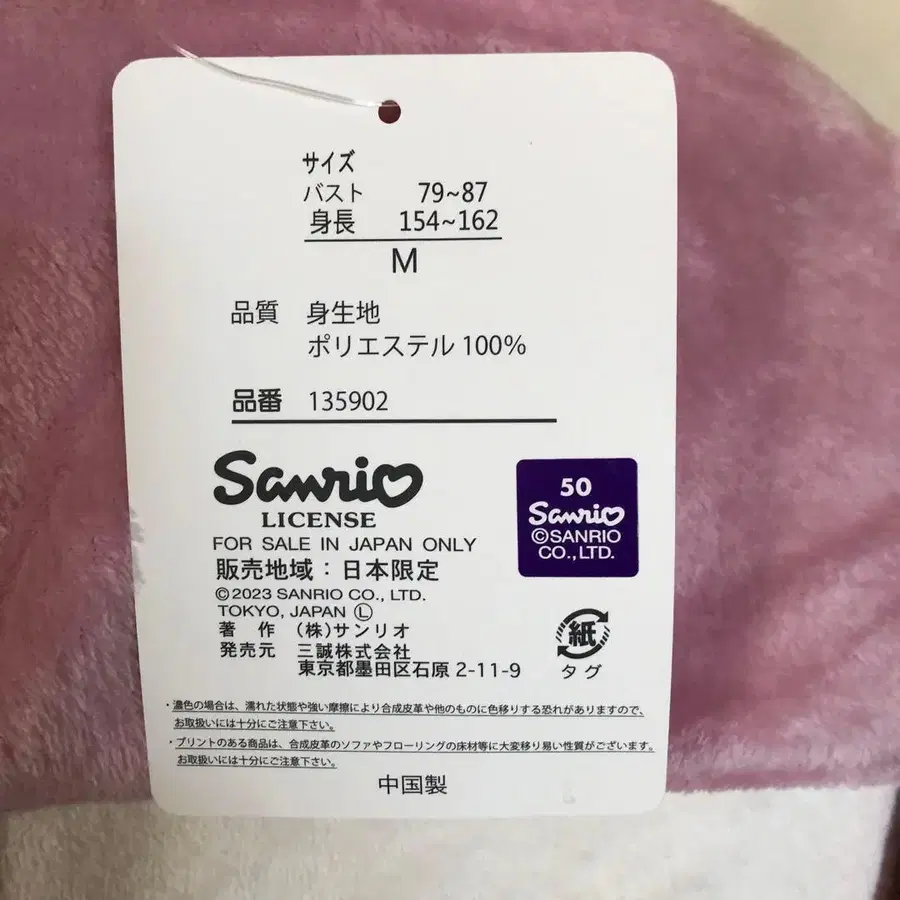 サイズ
バスト 79~87
身長 154~162
M
品質 身生地
ポリエステル 100%
品番 135902
Sanrio
LICENSE
FOR SALE IN JAPAN ONLY
販売地域：日本限定
©2023 SANRIO CO., LTD.
TOKYO, JAPAN Ⓛ
著 作 (株)サンリオ
発売元 三誠株式会社
東京都墨田区石原 2-11-9
50
Sanrio
©SANRIO
CO., LTD.
紙
タグ
・濃色の場合は、濡れた状態や強い摩擦により合成皮革や他のものに色移りする恐れがありますので、
お取扱いには十分にご注意下さい。
・プリントのある商品は、合成皮革のソファやフローリングの床材等に大変移り易い性質がございます。
お取扱いには十分にご注意下さい。
中国製